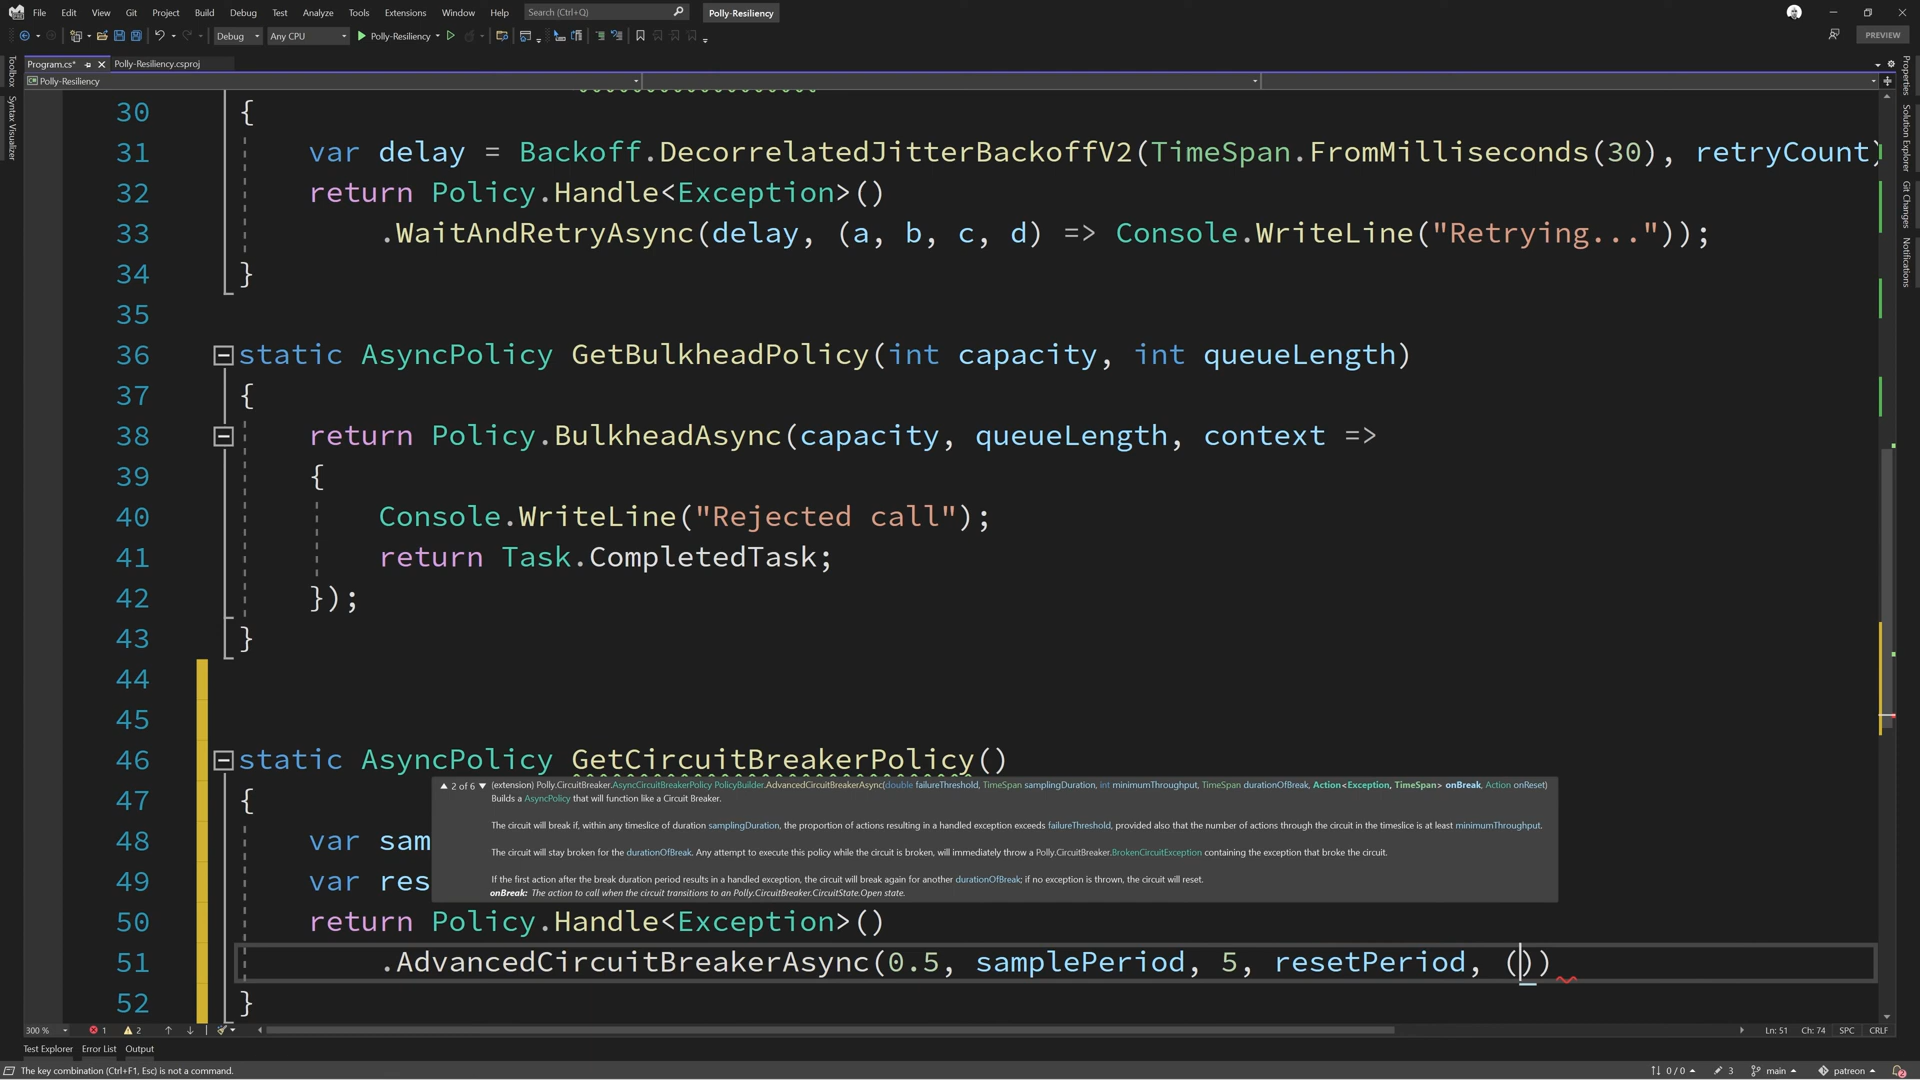 File Edit View Git Project Build Debug Test Analyze Tools Extensions Window Help Search (Ctrl+Q) Polly-Resiliency
Debug Any CPU Polly-Resiliency PREVIEW
Program.cs* Polly-Resiliency.csproj
Polly-Resiliency
Toolbox
Syntax Visualizer
Properties
Solution Explorer
Git Changes
Notifications
30 {
31 var delay = Backoff.DecorrelatedJitterBackoffV2(TimeSpan.FromMilliseconds(30), retryCount)
32 return Policy.Handle<Exception>()
33 .WaitAndRetryAsync(delay, (a, b, c, d) => Console.WriteLine("Retrying..."));
34 }
35
36 static AsyncPolicy GetBulkheadPolicy(int capacity, int queueLength)
37 {
38 return Policy.BulkheadAsync(capacity, queueLength, context =>
39 {
40 Console.WriteLine("Rejected call");
41 return Task.CompletedTask;
42 });
43 }
44
45
46 static AsyncPolicy GetCircuitBreakerPolicy()
47 {
2 of 6 (extension) Polly.CircuitBreaker.AsyncCircuitBreakerPolicy PolicyBuilder.AdvancedCircuitBreakerAsync(double failureThreshold, TimeSpan samplingDuration, int minimumThroughput, TimeSpan durationOfBreak, Action<Exception, TimeSpan> onBreak, Action onReset)
Builds a AsyncPolicy that will function like a Circuit Breaker.
The circuit will break if, within any timeslice of duration samplingDuration, the proportion of actions resulting in a handled exception exceeds failureThreshold, provided also that the number of actions through the circuit in the timeslice is at least minimumThroughput.
The circuit will stay broken for the durationOfBreak. Any attempt to execute this policy while the circuit is broken, will immediately throw a Polly.CircuitBreaker.BrokenCircuitException containing the exception that broke the circuit.
If the first action after the break duration period results in a handled exception, the circuit will break again for another durationOfBreak; if no exception is thrown, the circuit will reset.
onBreak: The action to call when the circuit transitions to an Polly.CircuitBreaker.CircuitState.Open state.
48 var sam
49 var res
50 return Policy.Handle<Exception>()
51 .AdvancedCircuitBreakerAsync(0.5, samplePeriod, 5, resetPeriod, ())
52 }
300 % 1 2 Ln: 51 Ch: 74 SPC CRLF
Test Explorer Error List Output
The key combination (Ctrl+F1, Esc) is not a command. 0 / 0 3 main patreon 2